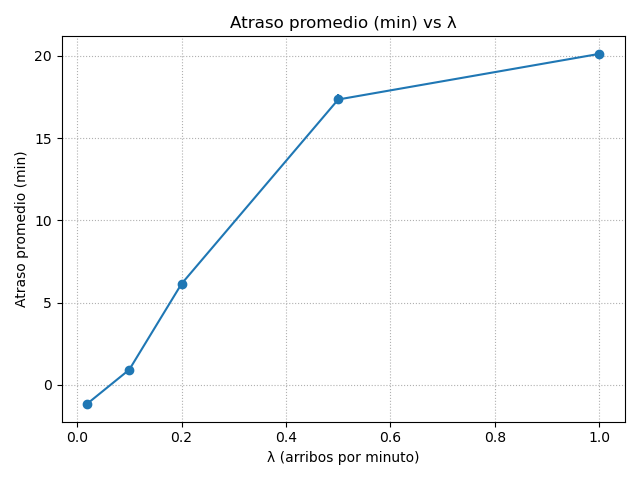 Atraso promedio (min) vs λ
Atraso promedio (min)
20
15
10
5
0
0.0 0.2 0.4 0.6 0.8 1.0
λ (arribos por minuto)